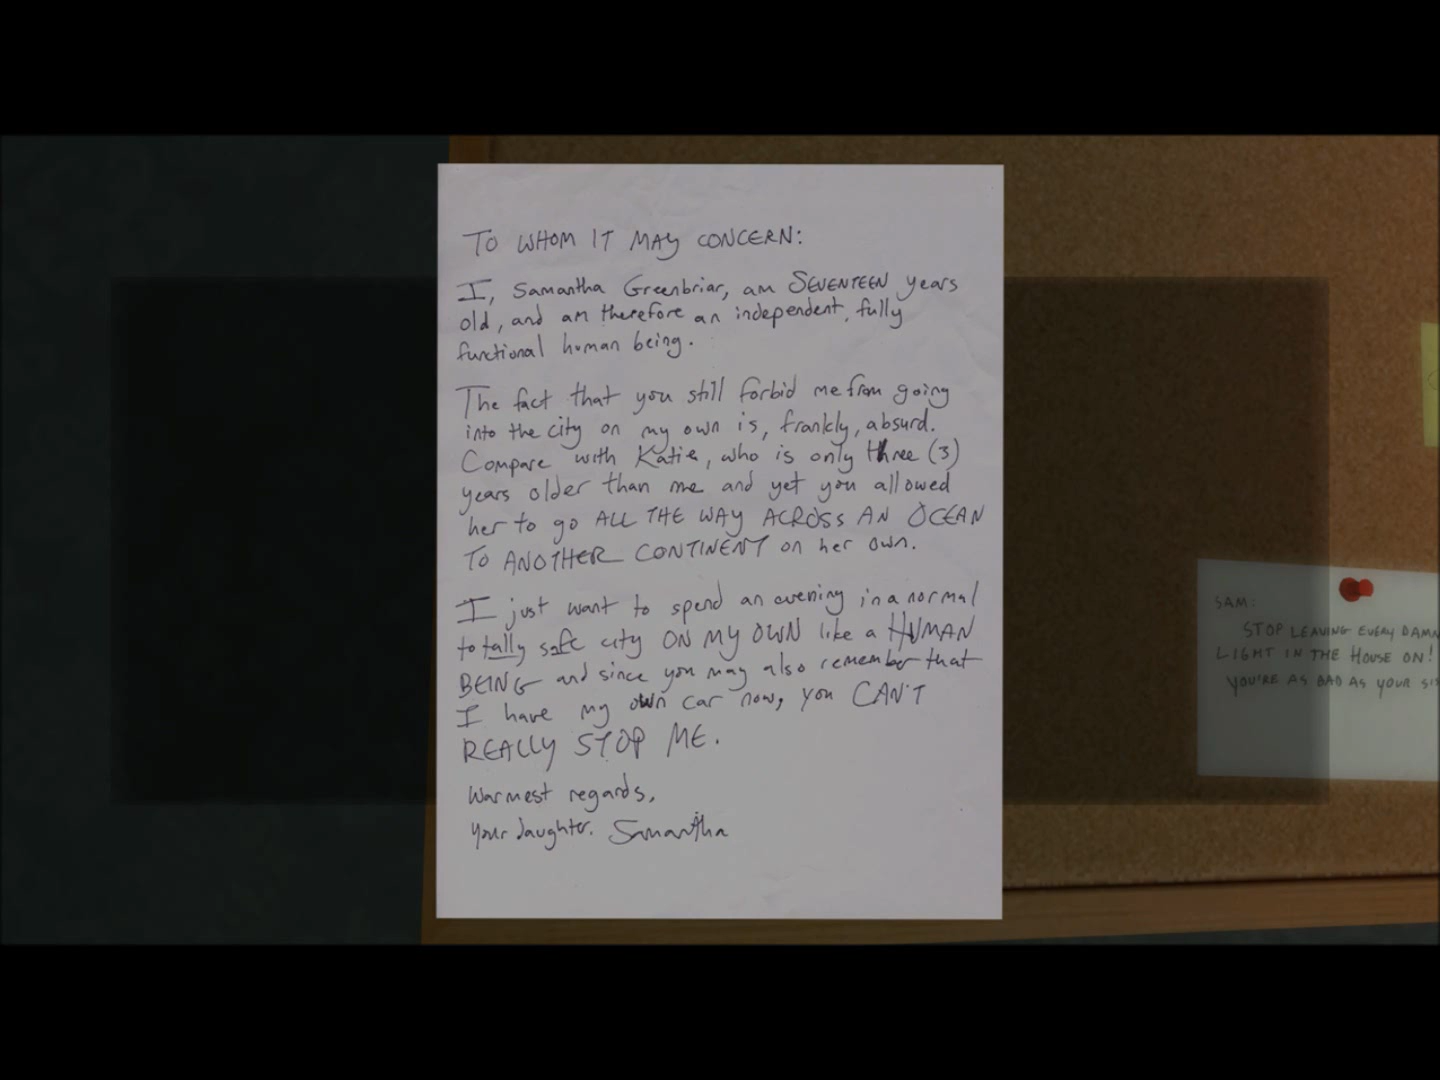 TO WHOM IT MAY CONCERN:
I, Samantha Greenbriar, am SEVENTEEN years
old, and am therefore an independent, fully
functional human being.
The fact that you still forbid me from going
into the city on my own is, frankly, absurd.
Compare with Katie, who is only three (3)
years older than me and yet you allowed
her to go ALL THE WAY ACROSS AN OCEAN
TO ANOTHER CONTINENT on her own.
I just want to spend an evening in a normal
totally safe city ON MY OWN like a HUMAN
BEING and since you may also remember that
I have my own car now, you CAN'T
REALLY STOP ME.
Warmest regards,
Your daughter, Samantha
SAM:
STOP LEAVING EVERY DAMN
LIGHT IN THE HOUSE ON!
YOU'RE AS BAD AS YOUR SIS